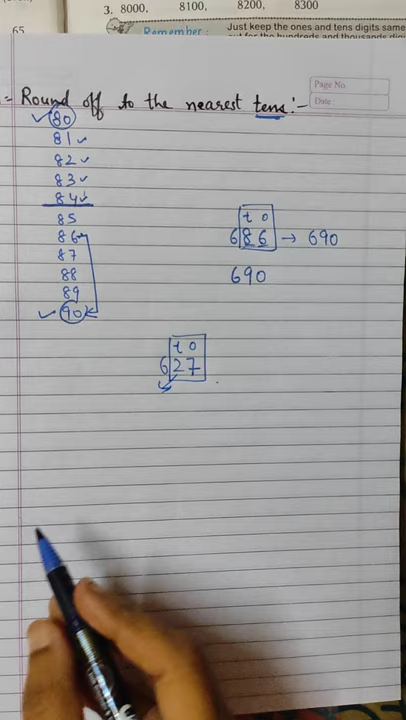 65
3. 8000, 8100, 8200, 8300
Remember: Just keep the ones and tens digits same
Page No.
Date
:- Round off to the nearest tens:-
80
81
82
83
84
85
86
87
88
89
90
t o
686 → 690
690
t o
627